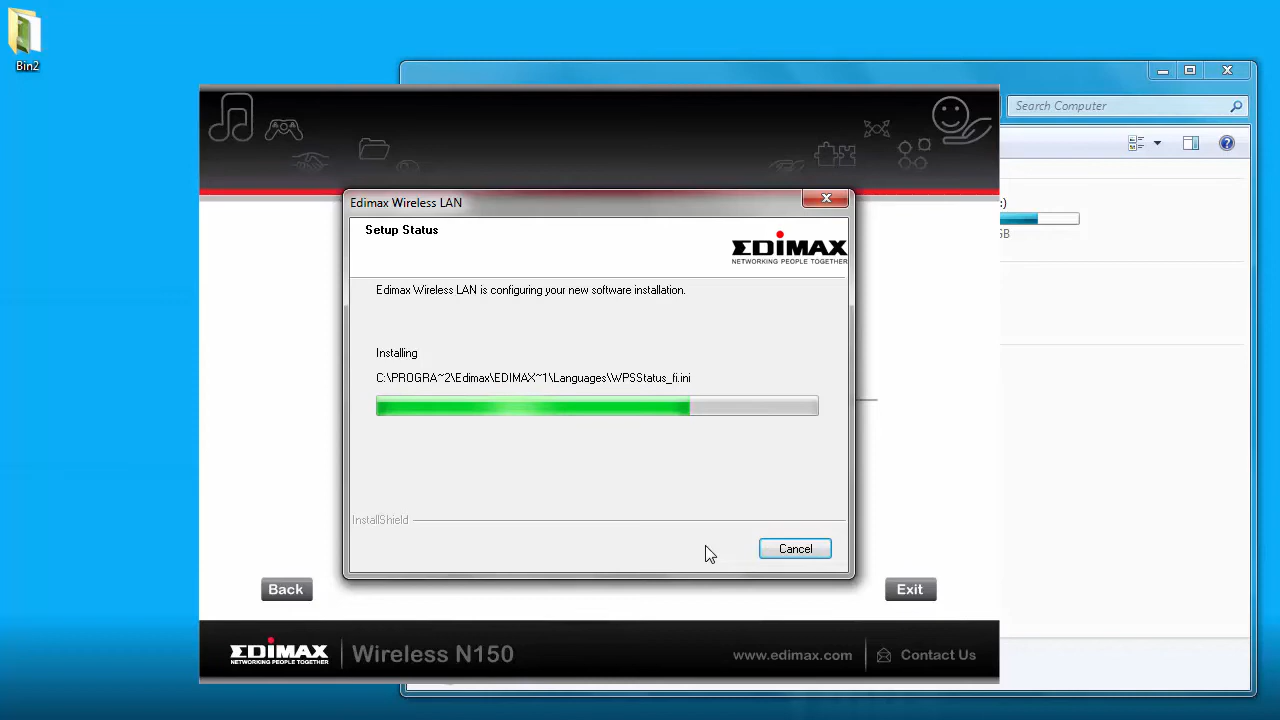 Bin2
Search Computer
:)
GB
Edimax Wireless LAN
Setup Status
EDIMAX
NETWORKING PEOPLE TOGETHER
Edimax Wireless LAN is configuring your new software installation.
Installing
C:\PROGRA~2\Edimax\EDIMAX~1\Languages\WPSStatus_fi.ini
InstallShield
Cancel
Back
Exit
EDIMAX
NETWORKING PEOPLE TOGETHER
Wireless N150
www.edimax.com
Contact Us